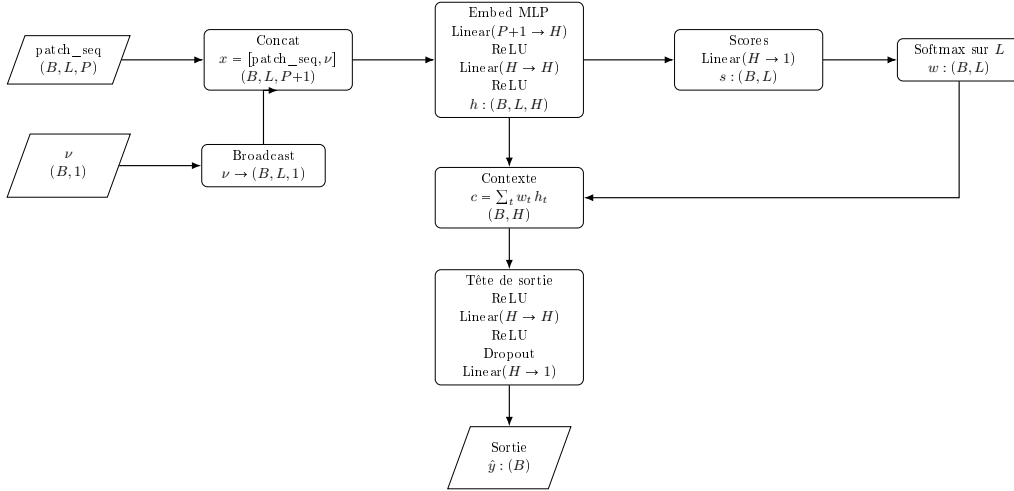 patch_seq
(B, L, P)
Concat
x = [patch_seq, ν]
(B, L, P+1)
Embed MLP
Linear(P+1 → H)
ReLU
Linear(H → H)
ReLU
h : (B, L, H)
Scores
Linear(H → 1)
s : (B, L)
Softmax sur L
w : (B, L)
ν
(B, 1)
Broadcast
ν → (B, L, 1)
Contexte
c = ∑_t w_t h_t
(B, H)
Tête de sortie
ReLU
Linear(H → H)
ReLU
Dropout
Linear(H → 1)
Sortie
ŷ : (B)